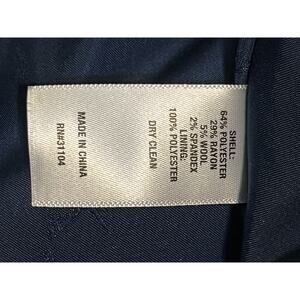 SHELL:
64% POLYESTER
29% RAYON
5% WOOL
2% SPANDEX
LINING:
100% POLYESTER
DRY CLEAN
MADE IN CHINA
RN#31104